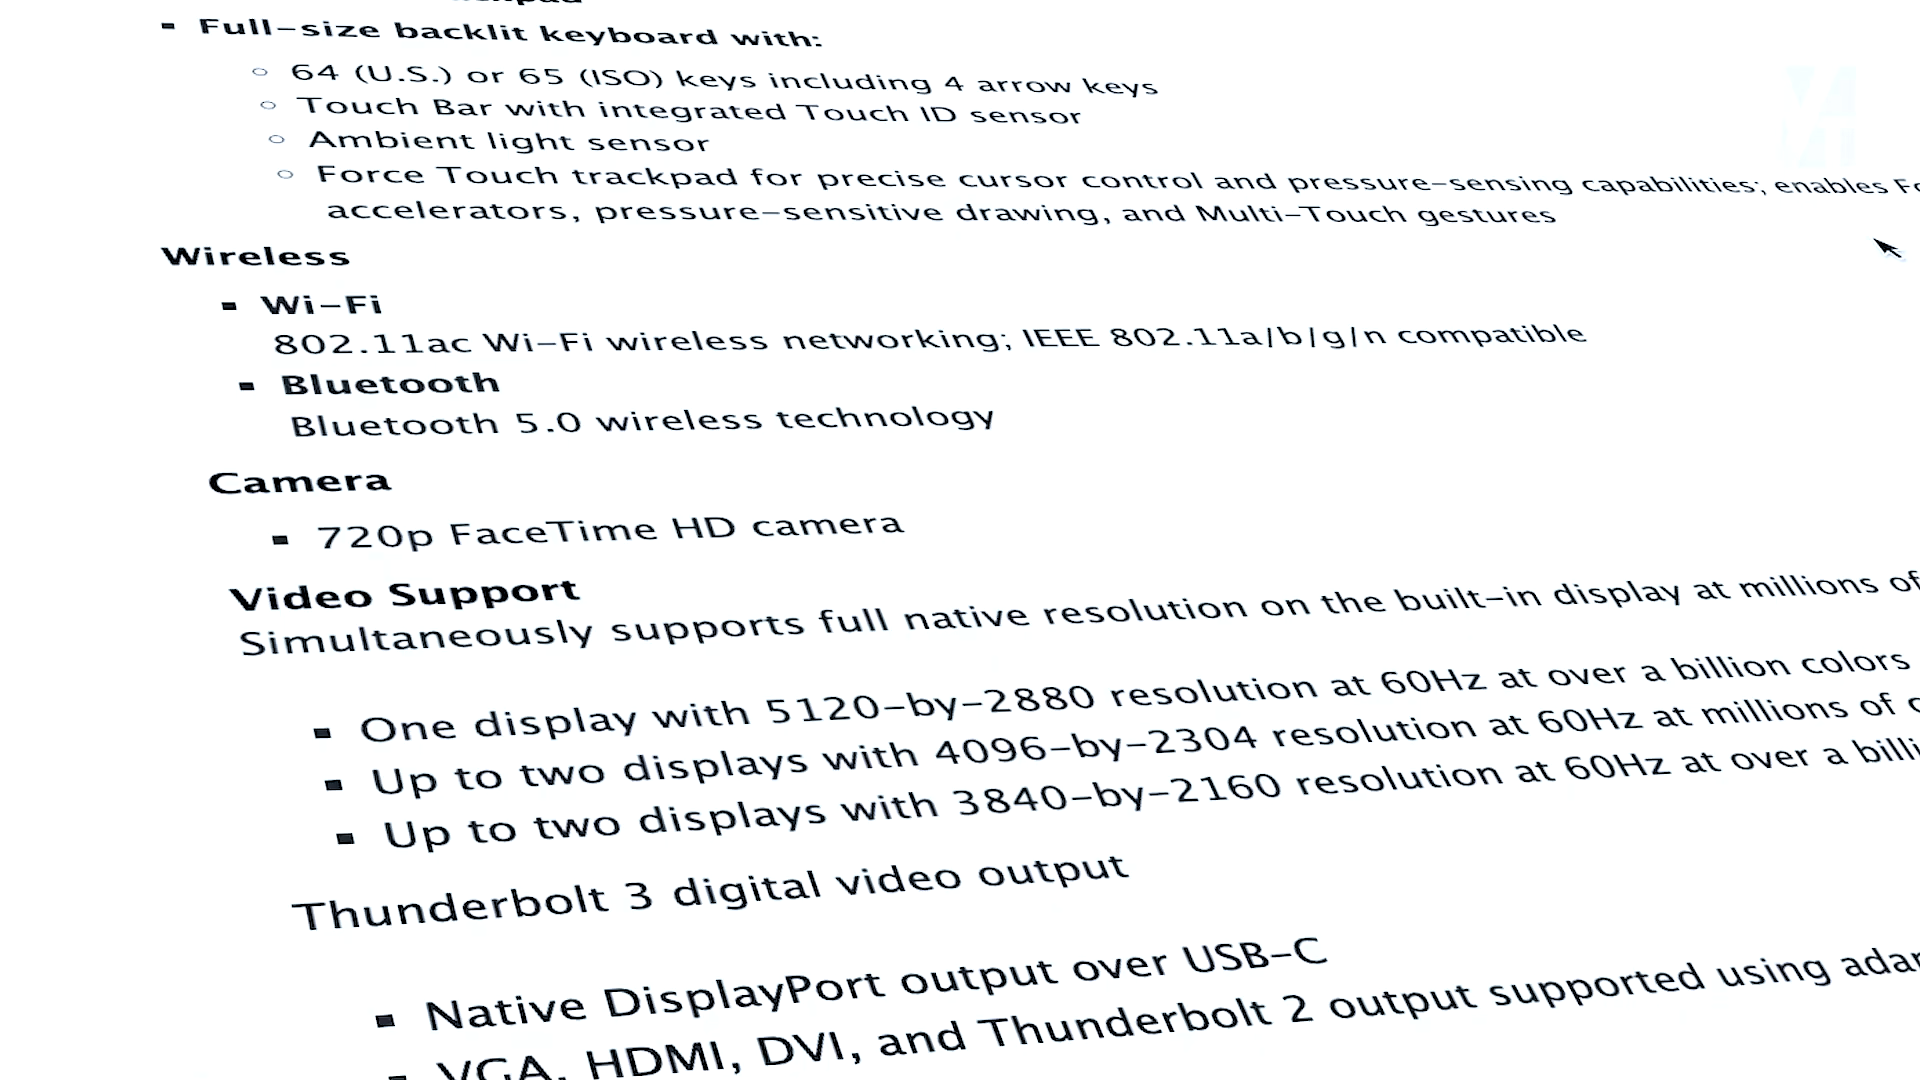 Full-size backlit keyboard with:
64 (U.S.) or 65 (ISO) keys including 4 arrow keys
Touch Bar with integrated Touch ID sensor
Ambient light sensor
Force Touch trackpad for precise cursor control and pressure-sensing capabilities; enables
accelerators, pressure-sensitive drawing, and Multi-Touch gestures
Wireless
Wi-Fi
802.11ac Wi-Fi wireless networking; IEEE 802.11a/b/g/n compatible
Bluetooth
Bluetooth 5.0 wireless technology
Camera
720p FaceTime HD camera
Video Support
Simultaneously supports full native resolution on the built-in display at millions of
One display with 5120-by-2880 resolution at 60Hz at over a billion colors
Up to two displays with 4096-by-2304 resolution at 60Hz at millions of
Up to two displays with 3840-by-2160 resolution at 60Hz at over a
Thunderbolt 3 digital video output
Native DisplayPort output over USB-C
VGA, HDMI, DVI, and Thunderbolt 2 output supported using